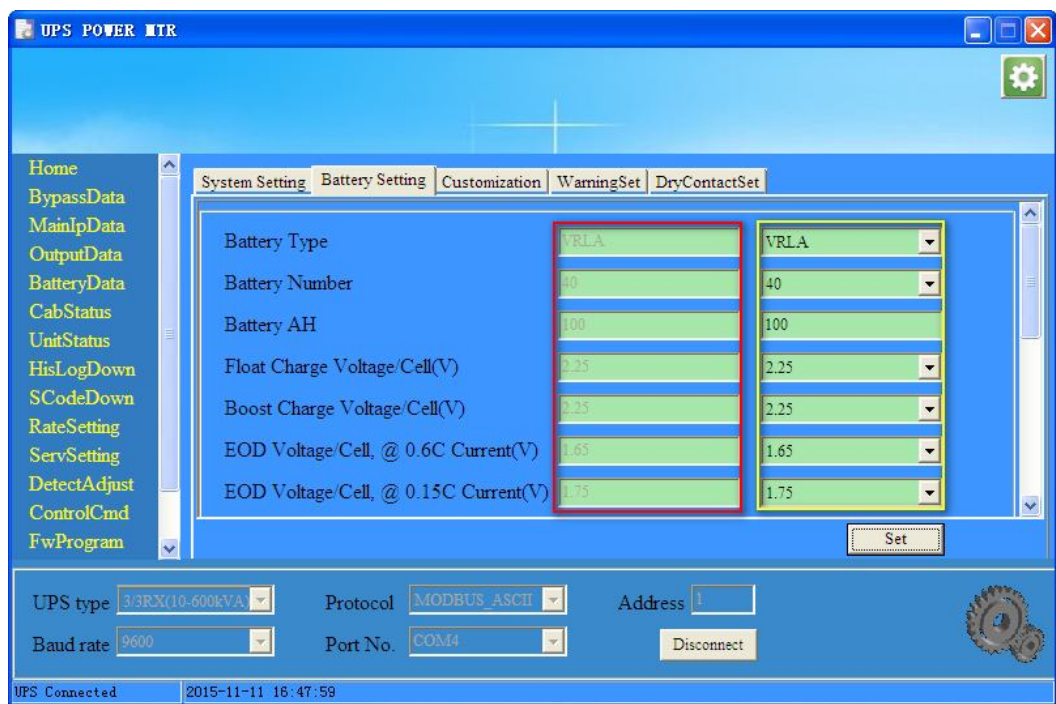 UPS POWER MTR
Home
BypassData
MainIpData
OutputData
BatteryData
CabStatus
UnitStatus
HisLogDown
SCodeDown
RateSetting
ServSetting
DetectAdjust
ControlCmd
FwProgram
System Setting Battery Setting Customization WarningSet DryContactSet
Battery Type VRLA VRLA
Battery Number 40 40
Battery AH 100 100
Float Charge Voltage/Cell(V) 2.25 2.25
Boost Charge Voltage/Cell(V) 2.25 2.25
EOD Voltage/Cell, @ 0.6C Current(V) 1.65 1.65
EOD Voltage/Cell, @ 0.15C Current(V) 1.75 1.75
Set
UPS type 3/3RX(10-600kVA) Protocol MODBUS_ASCII Address 1
Baud rate 9600 Port No. COM4 Disconnect
UPS Connected 2015-11-11 16:47:59